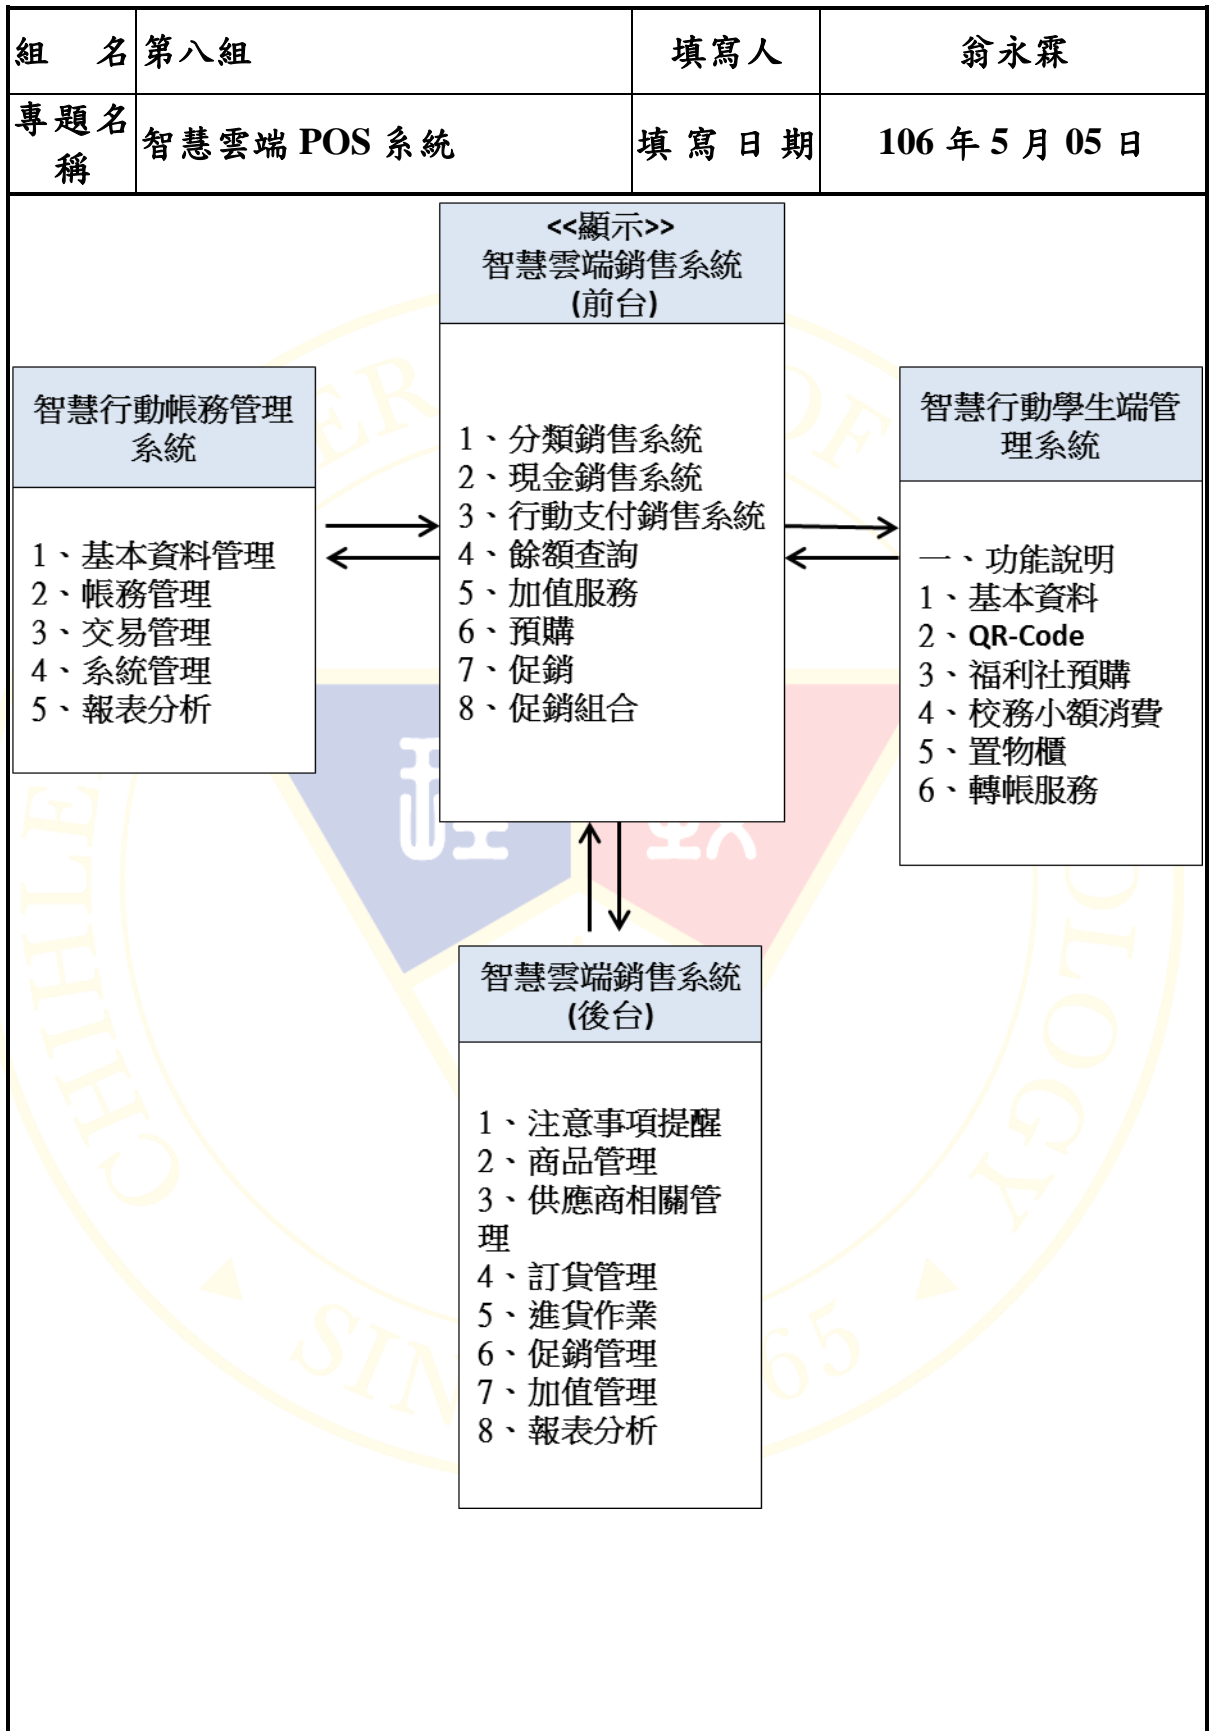 組 名 第八組 填寫人 翁永霖
專題名稱 智慧雲端 POS 系統 填寫日期 106 年 5 月 05 日
<<顯示>>
智慧雲端銷售系統
(前台)
1、分類銷售系統
2、現金銷售系統
3、行動支付銷售系統
4、餘額查詢
5、加值服務
6、預購
7、促銷
8、促銷組合
智慧行動帳務管理
系統
1、基本資料管理
2、帳務管理
3、交易管理
4、系統管理
5、報表分析
智慧行動學生端管
理系統
一、功能說明
1、基本資料
2、QR-Code
3、福利社預購
4、校務小額消費
5、置物櫃
6、轉帳服務
智慧雲端銷售系統
(後台)
1、注意事項提醒
2、商品管理
3、供應商相關管
理
4、訂貨管理
5、進貨作業
6、促銷管理
7、加值管理
8、報表分析